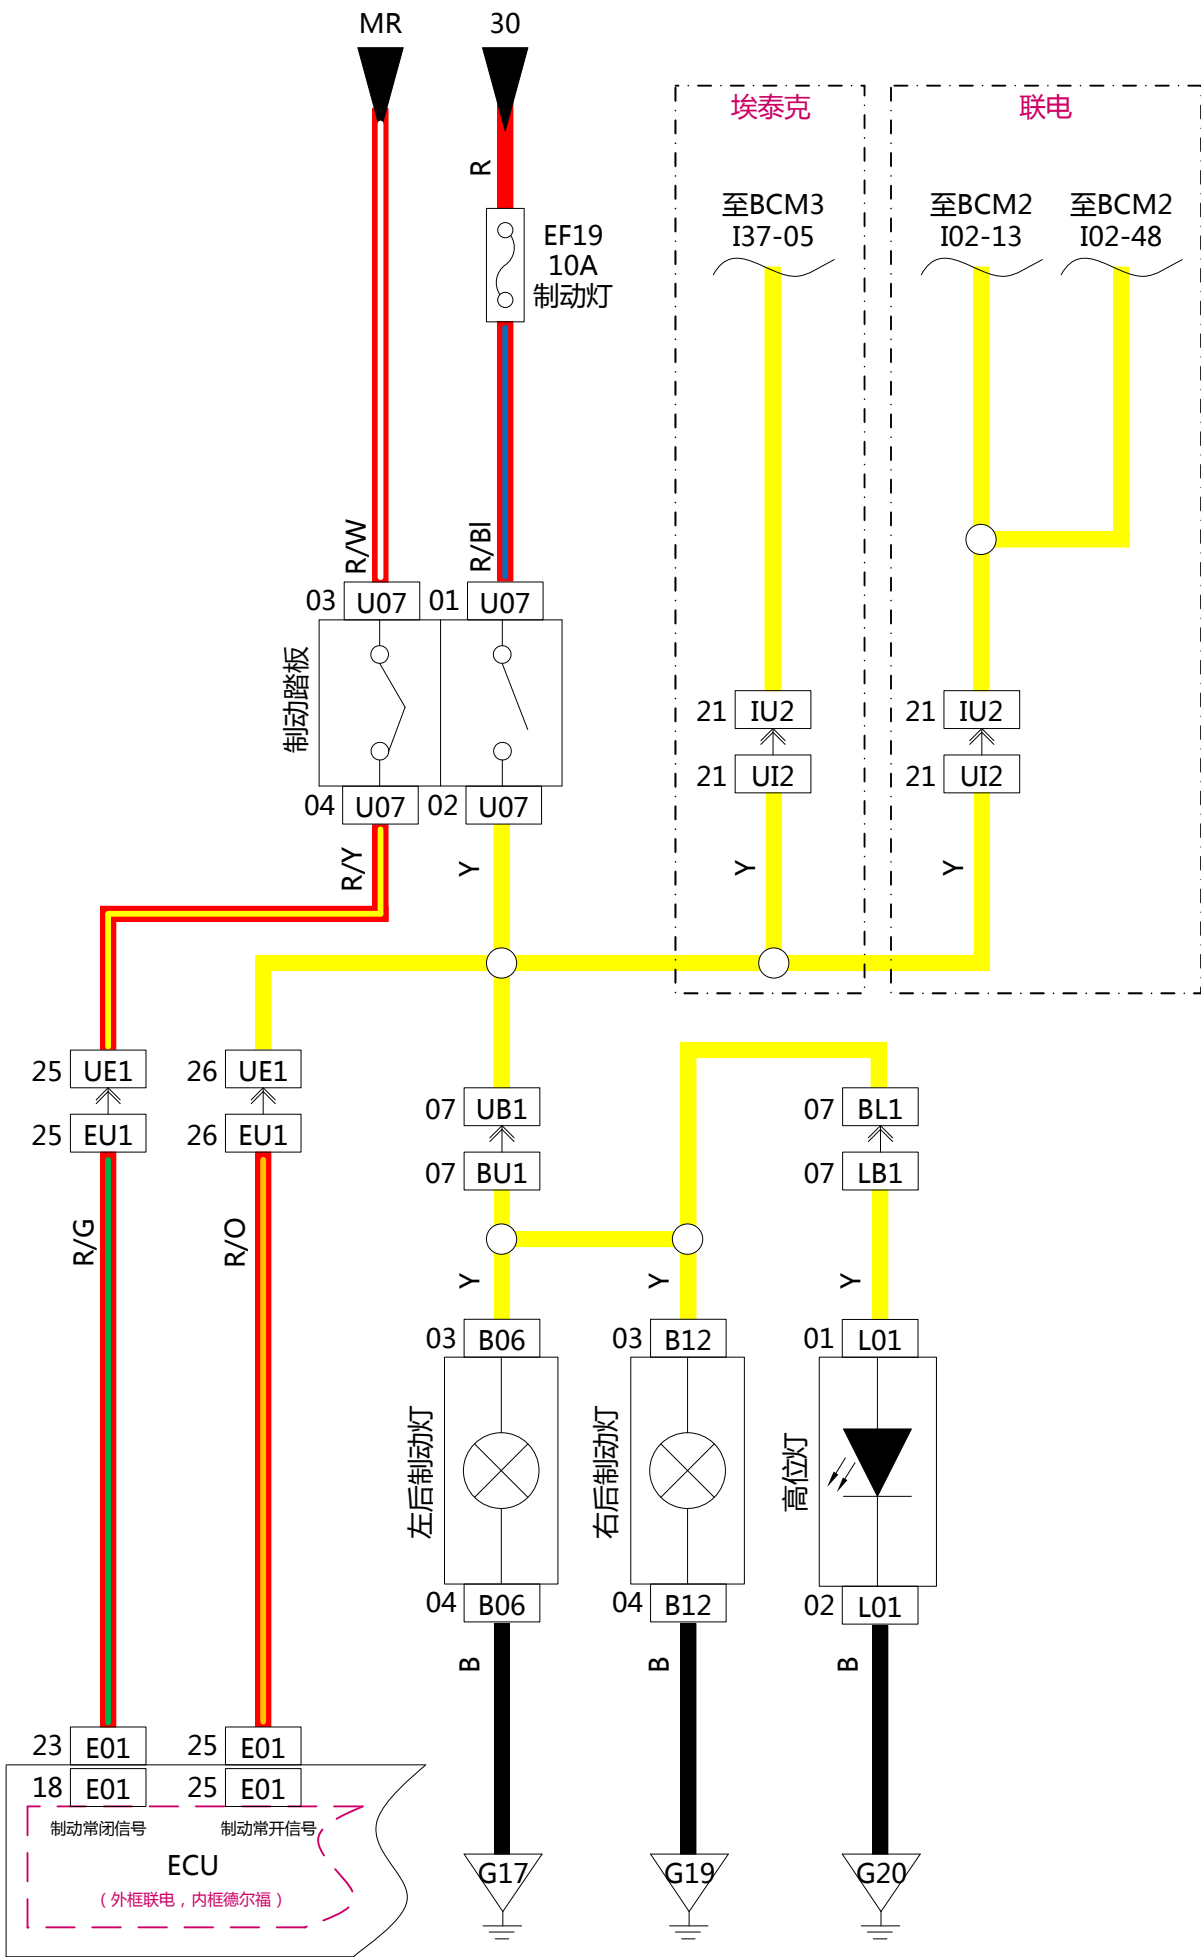 MR
30
埃泰克
联电
R
至BCM3
I37-05
至BCM2
I02-13
至BCM2
I02-48
EF19
10A
制动灯
R/W
R/Bl
03 U07
01 U07
制动踏板
21 IU2
21 IU2
21 UI2
21 UI2
04 U07
02 U07
R/Y
Y
Y
Y
25 UE1
26 UE1
07 UB1
07 BL1
25 EU1
26 EU1
07 BU1
07 LB1
R/G
R/O
Y
Y
Y
03 B06
03 B12
01 L01
左后制动灯
右后制动灯
高位灯
04 B06
04 B12
02 L01
B
B
B
23 E01
25 E01
18 E01
25 E01
制动常闭信号
制动常开信号
ECU
（外框联电，内框德尔福）
G17
G19
G20